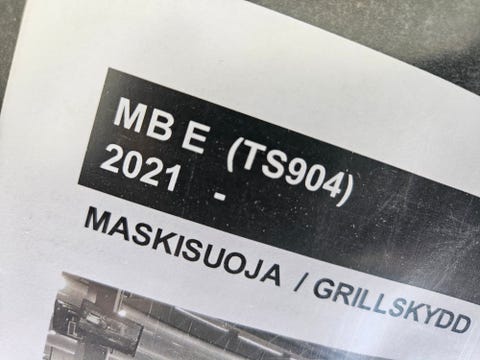 MB E (TS904)
2021 -
MASKISUOJA / GRILLSKYDD